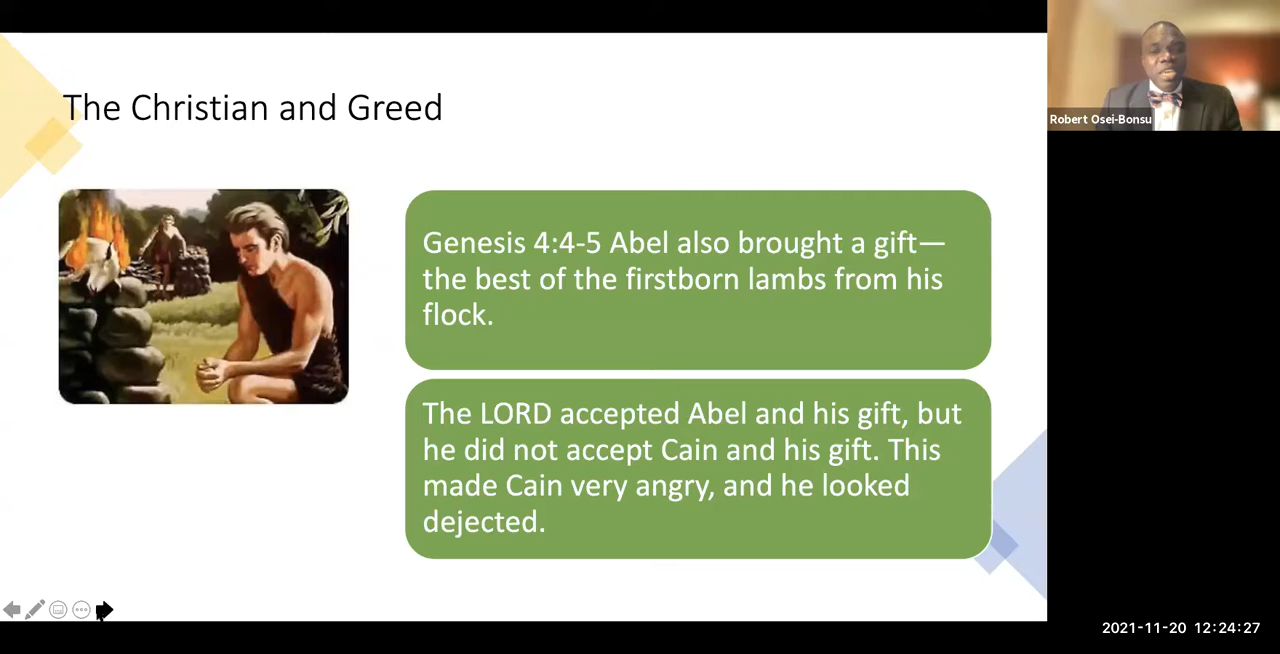 The Christian and Greed
Robert Osei-Bonsu
Genesis 4:4-5 Abel also brought a gift—
the best of the firstborn lambs from his
flock.
The LORD accepted Abel and his gift, but
he did not accept Cain and his gift. This
made Cain very angry, and he looked
dejected.
2021-11-20 12:24:27